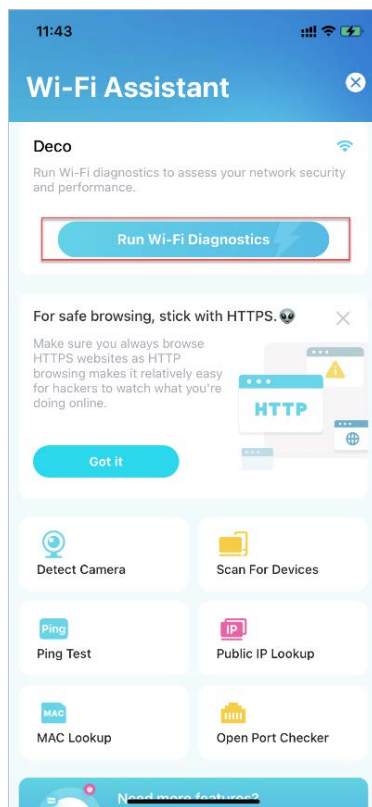 11:43
Wi-Fi Assistant
Deco
Run Wi-Fi diagnostics to assess your network security
and performance.
Run Wi-Fi Diagnostics
For safe browsing, stick with HTTPS.👽
Make sure you always browse
HTTPS websites as HTTP
browsing makes it relatively easy
for hackers to watch what you're
doing online.
HTTP
Got it
Detect Camera
Scan For Devices
Ping
IP
Ping Test
Public IP Lookup
MAC
MAC Lookup
Open Port Checker
Need more features?